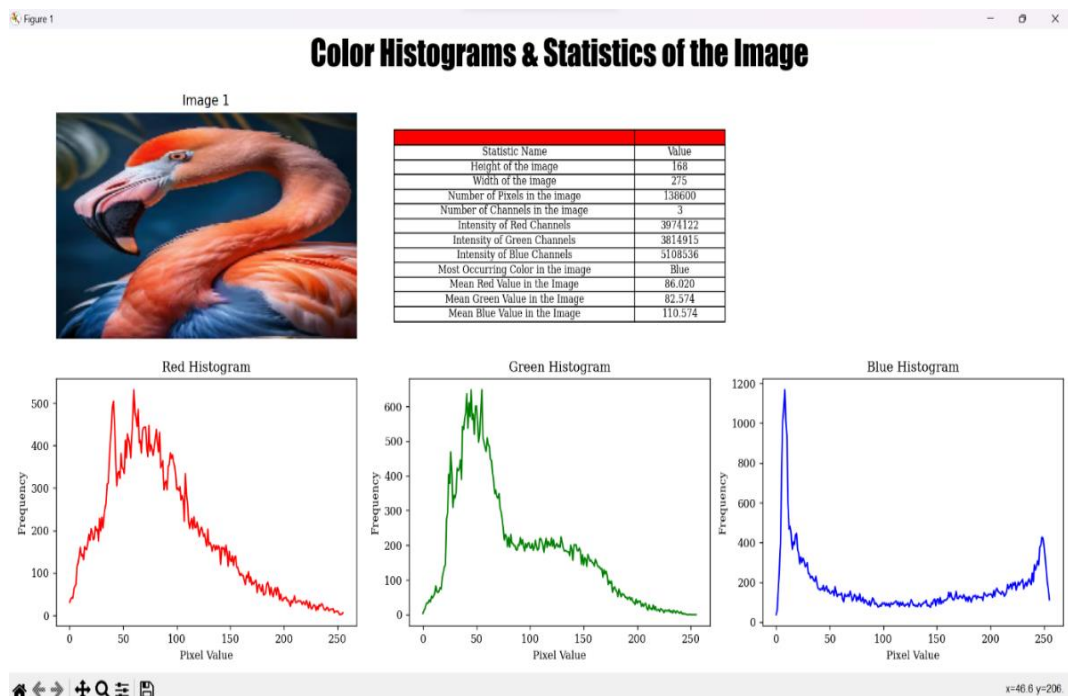 Figure 1
Color Histograms & Statistics of the Image
Image 1
Statistic Name Value
Height of the image 168
Width of the image 275
Number of Pixels in the image 138600
Number of Channels in the image 3
Intensity of Red Channels 3974122
Intensity of Green Channels 3814915
Intensity of Blue Channels 5108536
Most Occurring Color in the image Blue
Mean Red Value in the Image 86.020
Mean Green Value in the Image 82.574
Mean Blue Value in the Image 110.574
Red Histogram
Frequency
500
400
300
200
100
0
0 50 100 150 200 250
Pixel Value
Green Histogram
Frequency
600
500
400
300
200
100
0
0 50 100 150 200 250
Pixel Value
Blue Histogram
Frequency
1200
1000
800
600
400
200
0
0 50 100 150 200 250
Pixel Value
x=46.6 y=206.